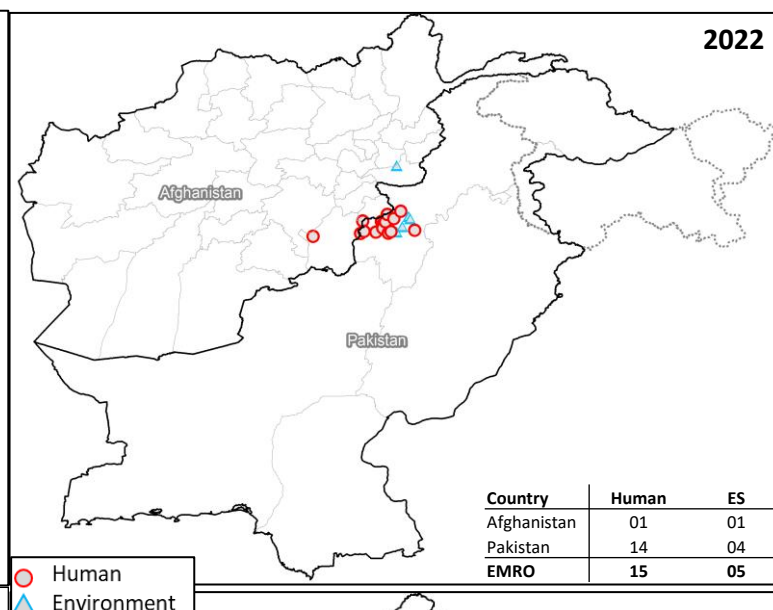 2022
Afghanistan
Pakistan
Country Human ES
Afghanistan 01 01
Pakistan 14 04
EMRO 15 05
Human
Environment